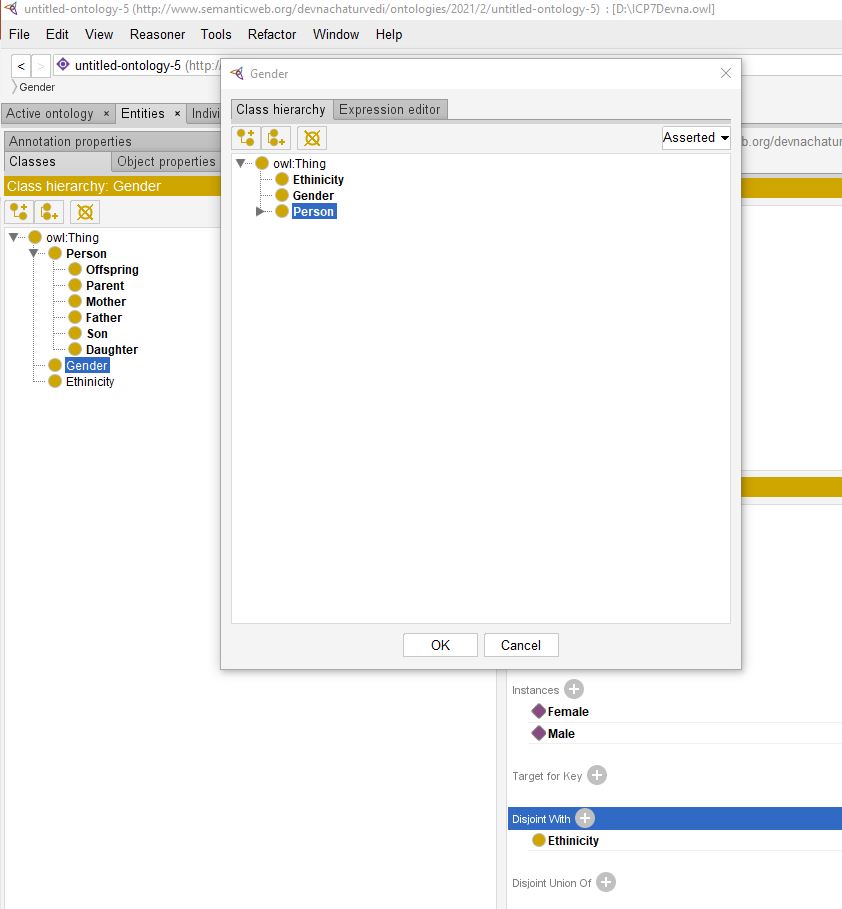 untitled-ontology-5 (http://www.semanticweb.org/devnachaturvedi/ontologies/2021/2/untitled-ontology-5) : [D:\ICP7Devna.owl]
File Edit View Reasoner Tools Refactor Window Help
< > untitled-ontology-5 (http:/
Gender
Active ontology × Entities × Indivi
Annotation properties
Classes Object properties
Class hierarchy: Gender
owl:Thing
Person
Offspring
Parent
Mother
Father
Son
Daughter
Gender
Ethinicity
Gender
Class hierarchy Expression editor
Asserted
owl:Thing
Ethinicity
Gender
Person
OK Cancel
b.org/devnachatur
Instances
Female
Male
Target for Key
Disjoint With
Ethinicity
Disjoint Union Of